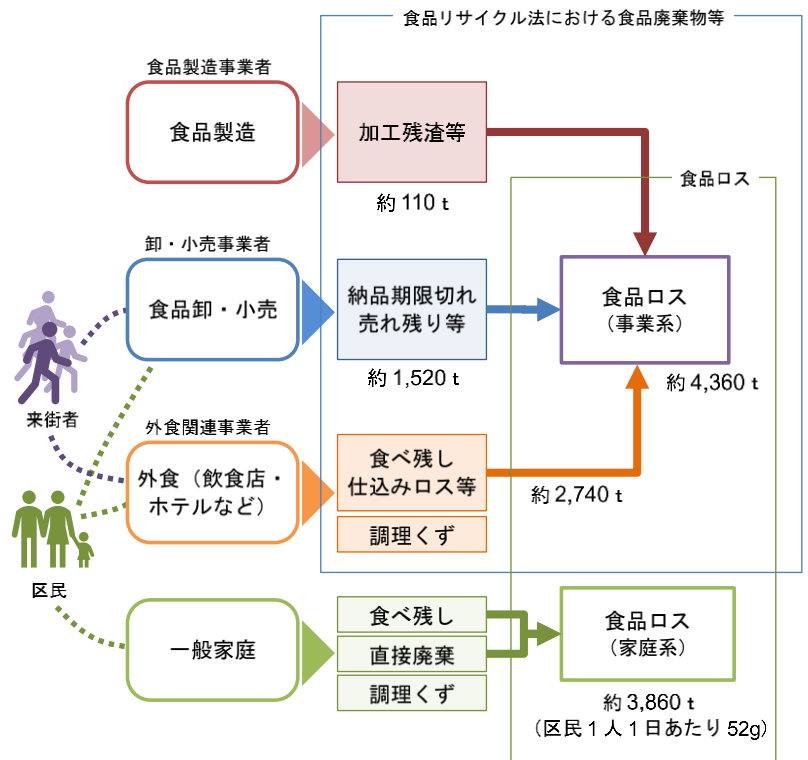 食品リサイクル法における食品廃棄物等
食品製造事業者
食品製造
加工残渣等
約 110 t
食品ロス
卸・小売事業者
食品卸・小売
納品期限切れ
売れ残り等
約 1,520 t
食品ロス
（事業系）
約 4,360 t
来街者
外食関連事業者
外食（飲食店・
ホテルなど）
食べ残し
仕込みロス等
約 2,740 t
調理くず
区民
一般家庭
食べ残し
直接廃棄
調理くず
食品ロス
（家庭系）
約 3,860 t
（区民 1 人 1 日あたり 52g）